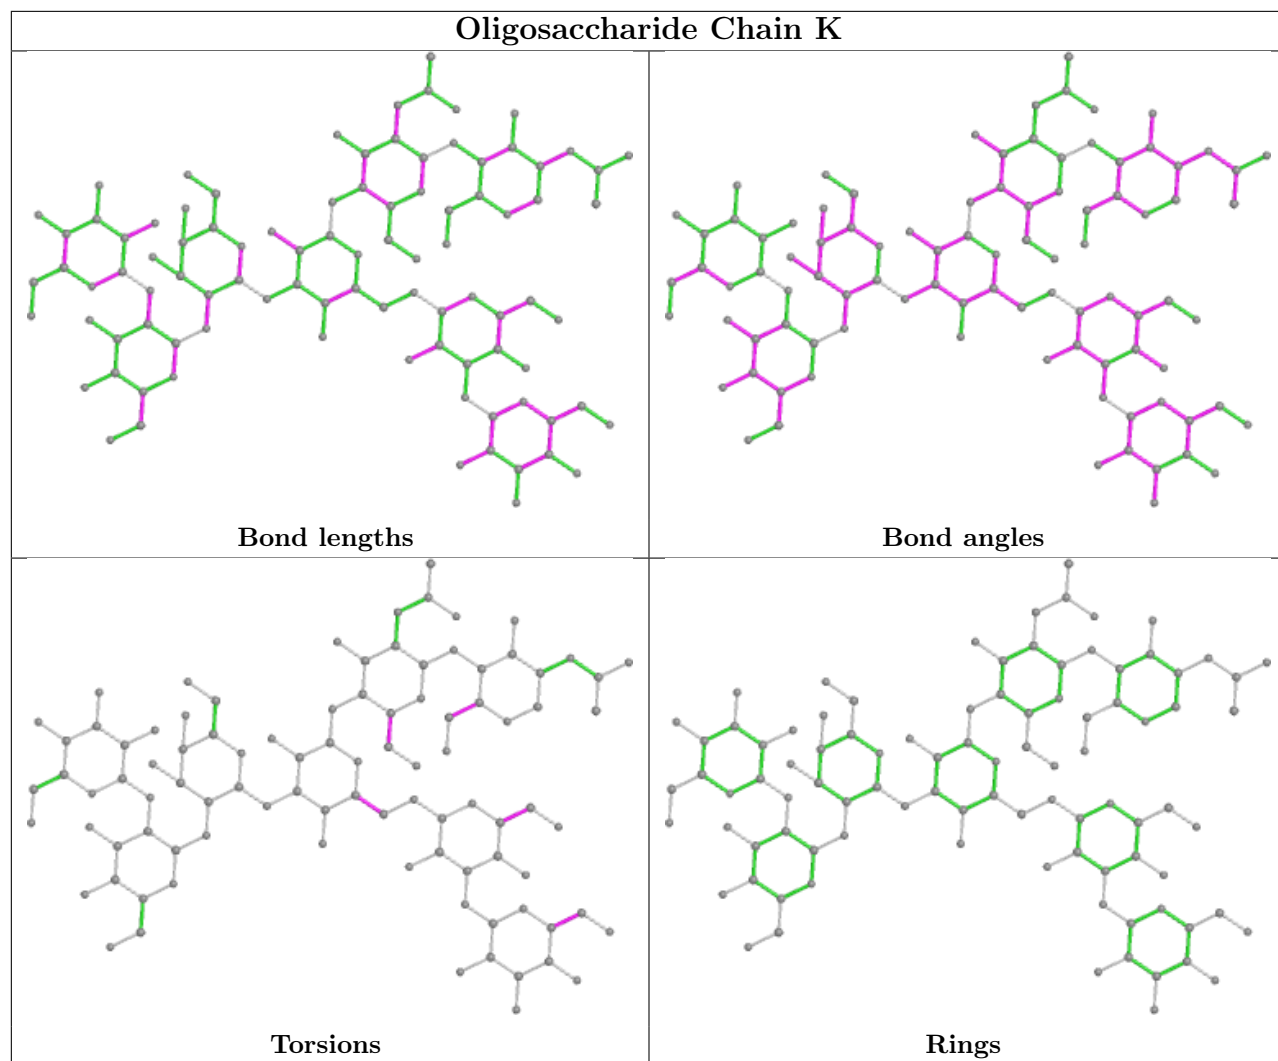 Oligosaccharide Chain K
Bond lengths
Bond angles
Torsions
Rings